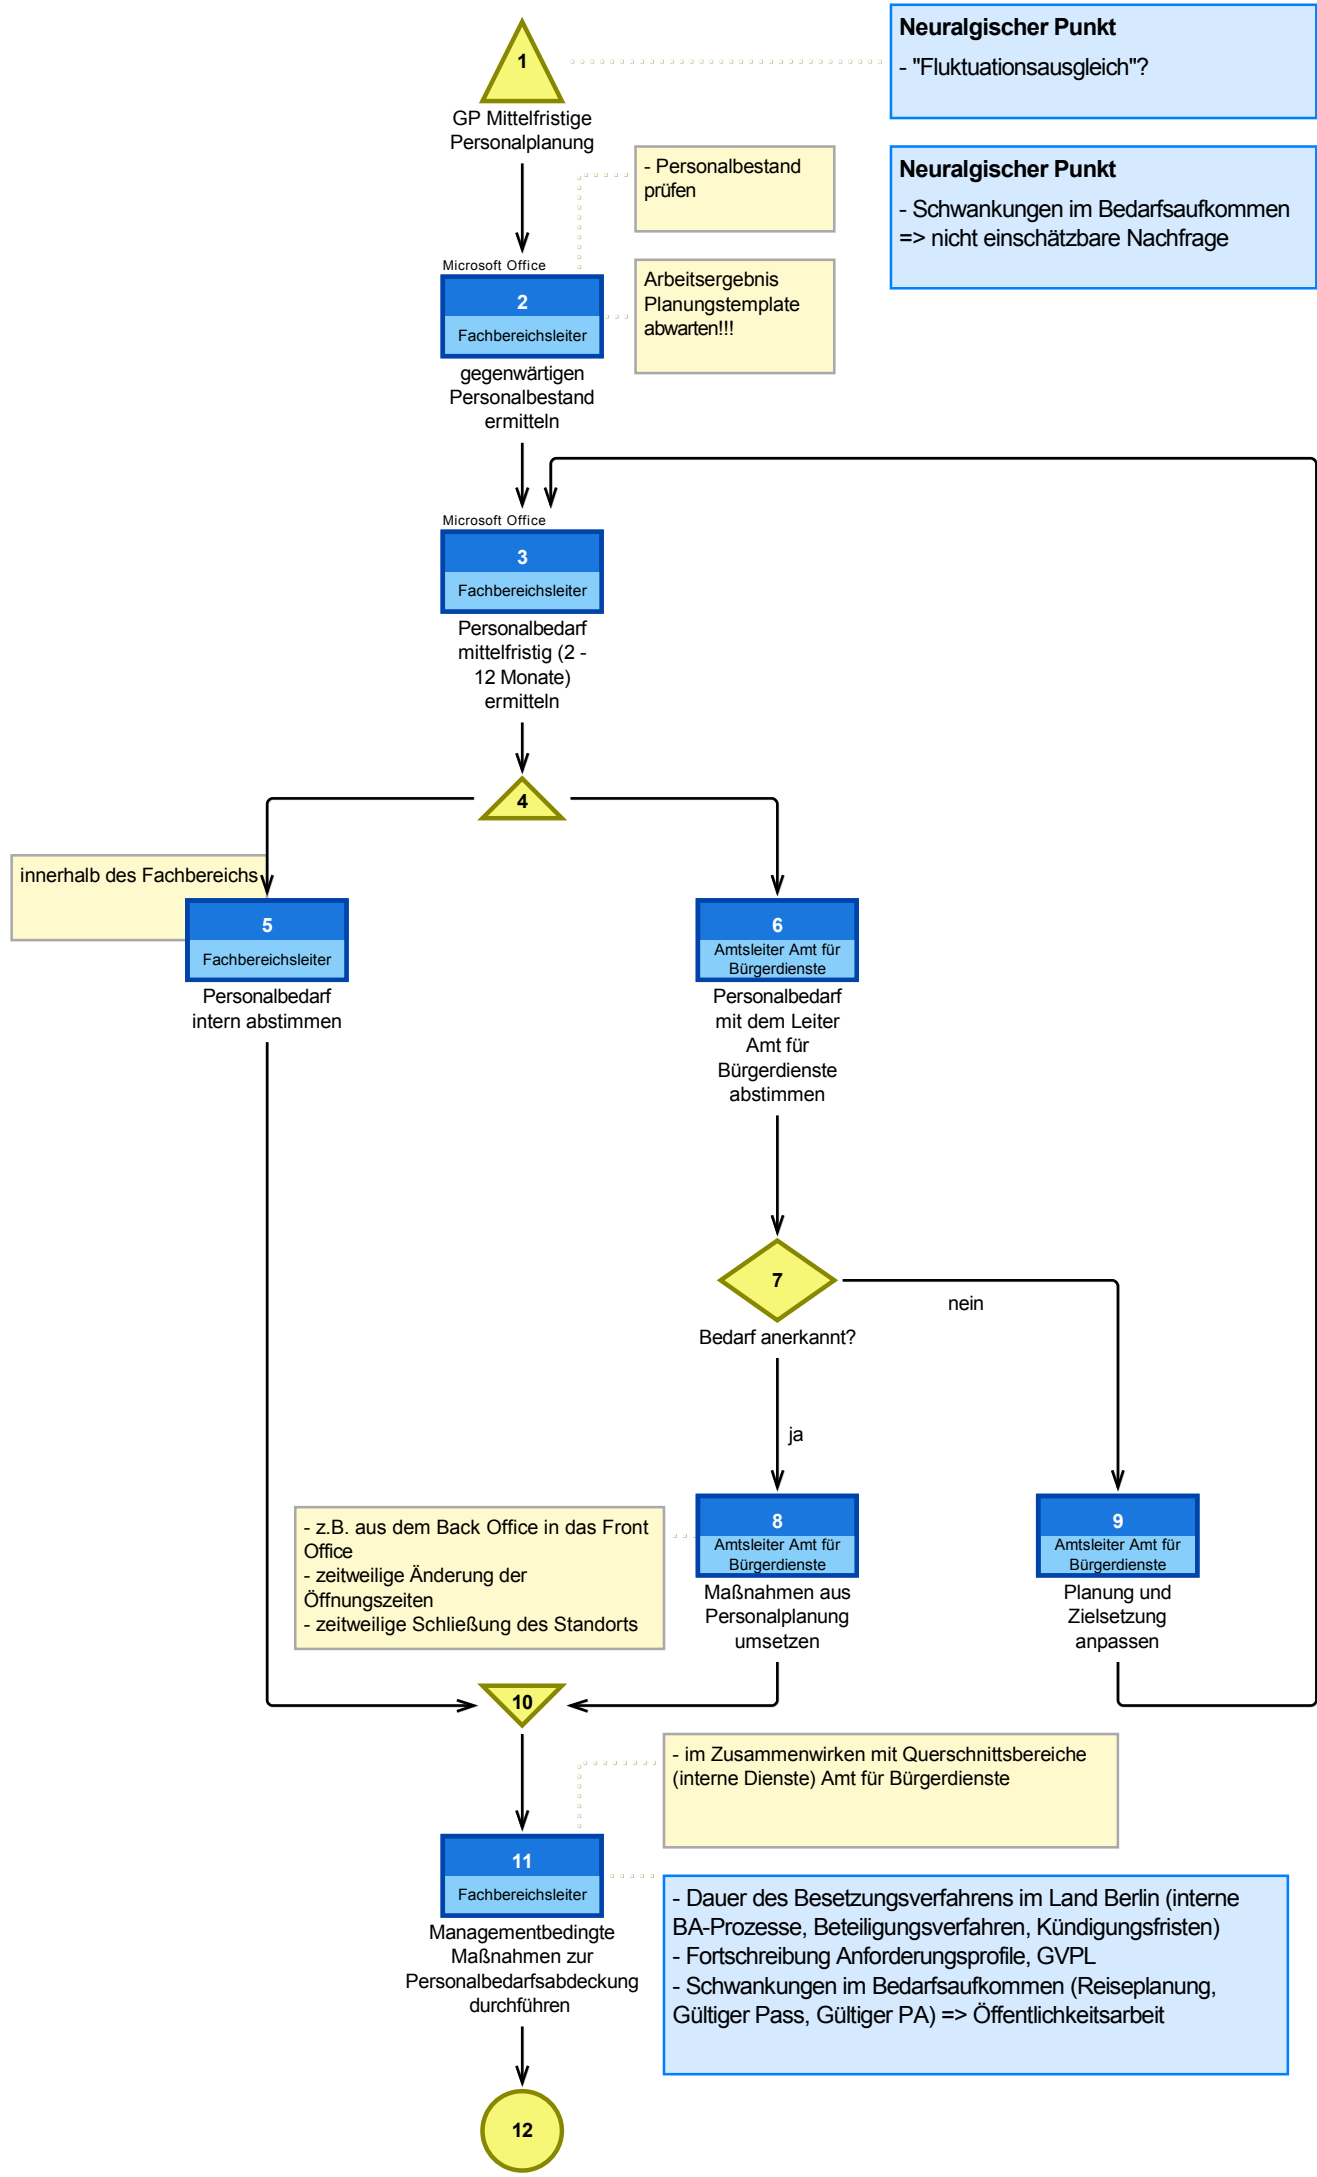 1
GP Mittelfristige
Personalplanung
Neuralgischer Punkt
- "Fluktuationsausgleich"?
Neuralgischer Punkt
- Schwankungen im Bedarfsaufkommen
=> nicht einschätzbare Nachfrage
- Personalbestand
prüfen
Microsoft Office
2
Fachbereichsleiter
gegenwärtigen
Personalbestand
ermitteln
Arbeitsergebnis
Planungstemplate
abwarten!!!
Microsoft Office
3
Fachbereichsleiter
Personalbedarf
mittelfristig (2 -
12 Monate)
ermitteln
4
innerhalb des Fachbereichs
5
Fachbereichsleiter
Personalbedarf
intern abstimmen
6
Amtsleiter Amt für
Bürgerdienste
Personalbedarf
mit dem Leiter
Amt für
Bürgerdienste
abstimmen
7
Bedarf anerkannt?
nein
ja
- z.B. aus dem Back Office in das Front
Office
- zeitweilige Änderung der
Öffnungszeiten
- zeitweilige Schließung des Standorts
8
Amtsleiter Amt für
Bürgerdienste
Maßnahmen aus
Personalplanung
umsetzen
9
Amtsleiter Amt für
Bürgerdienste
Planung und
Zielsetzung
anpassen
10
- im Zusammenwirken mit Querschnittsbereiche
(interne Dienste) Amt für Bürgerdienste
11
Fachbereichsleiter
Managementbedingte
Maßnahmen zur
Personalbedarfsabdeckung
durchführen
- Dauer des Besetzungsverfahrens im Land Berlin (interne
BA-Prozesse, Beteiligungsverfahren, Kündigungsfristen)
- Fortschreibung Anforderungsprofile, GVPL
- Schwankungen im Bedarfsaufkommen (Reiseplanung,
Gültiger Pass, Gültiger PA) => Öffentlichkeitsarbeit
12